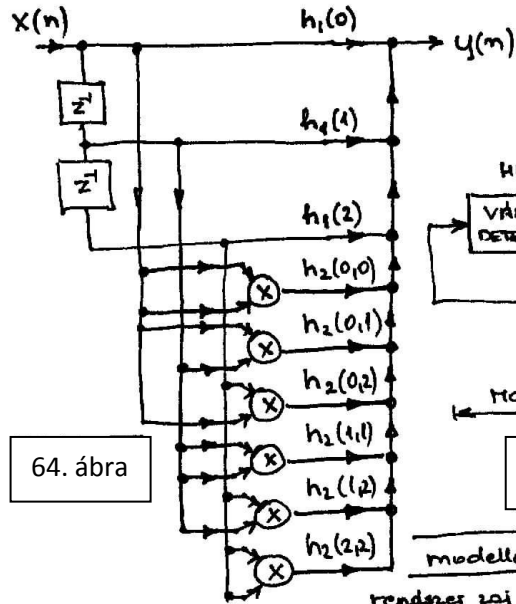 x(n)
h₁(0)
y(n)
z⁻¹
h₁(1)
z⁻¹
h₁(2)
h₂(0,0)
x
h₂(0,1)
x
h₂(0,2)
x
h₂(1,1)
x
h₂(1,2)
x
h₂(2,2)
x
64. ábra